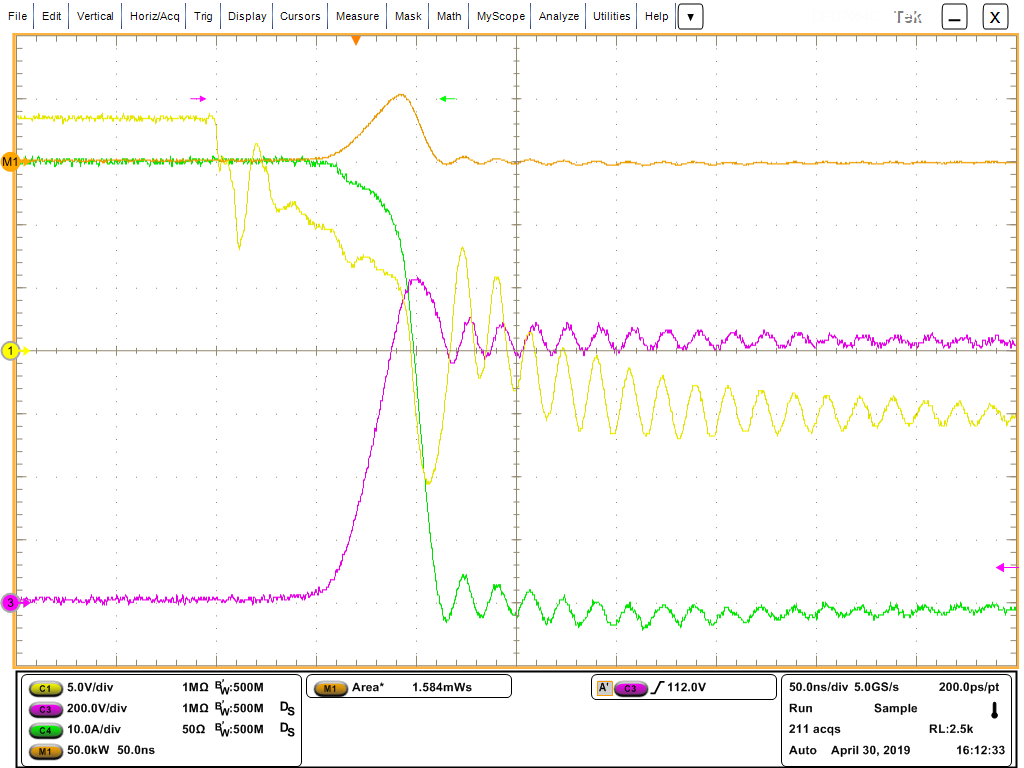 File Edit Vertical Horiz/Acq Trig Display Cursors Measure Mask Math MyScope Analyze Utilities Help ▼ Tek X
M1
1
3
C1 5.0V/div 1MΩ BW:500M
C3 200.0V/div 1MΩ BW:500M DS
C4 10.0A/div 50Ω BW:500M DS
M1 50.0kW 50.0ns
M1 Area* 1.584mWs
A' C3 112.0V
50.0ns/div 5.0GS/s 200.0ps/pt
Run Sample
211 acqs RL:2.5k
Auto April 30, 2019 16:12:33